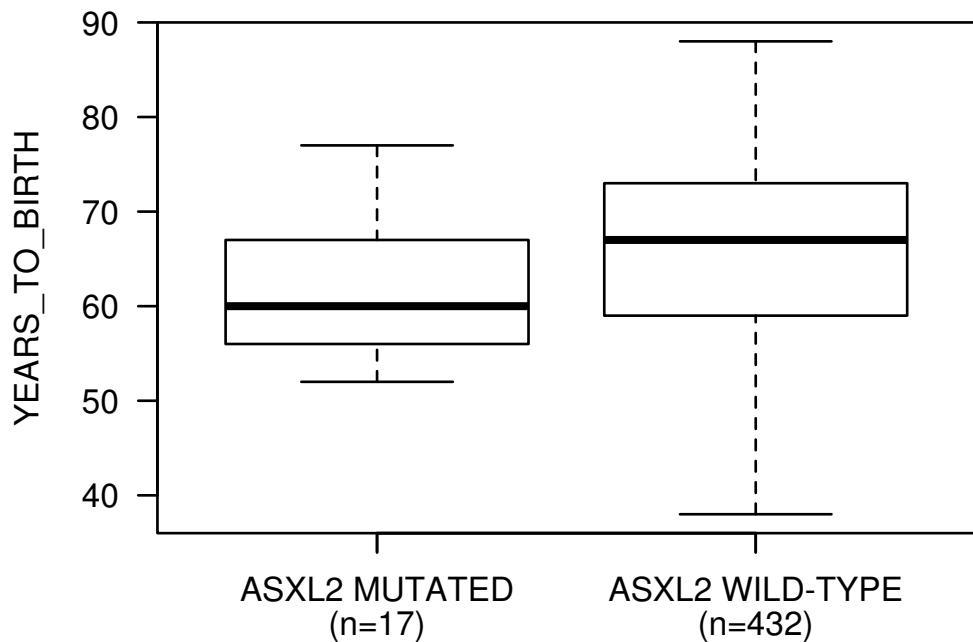 YEARS_TO_BIRTH
90
80
70
60
50
40
ASXL2 MUTATED
(n=17)
ASXL2 WILD-TYPE
(n=432)